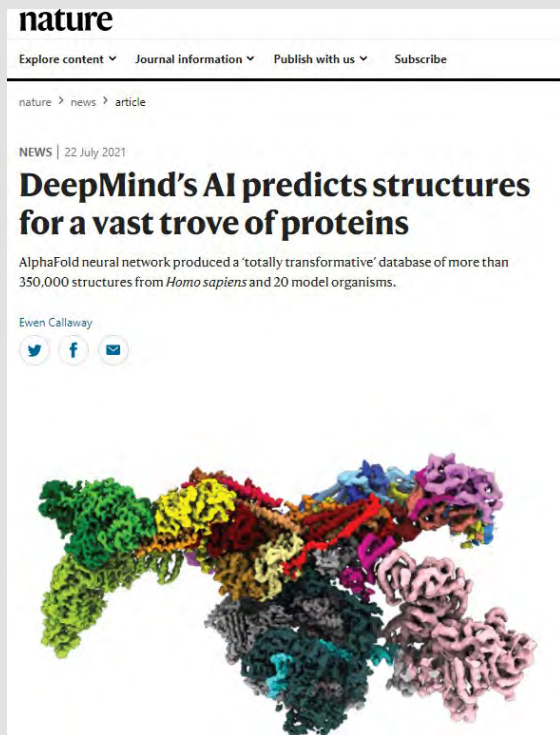 nature
Explore content Journal information Publish with us Subscribe
nature > news > article
NEWS | 22 July 2021
DeepMind's AI predicts structures
for a vast trove of proteins
AlphaFold neural network produced a 'totally transformative' database of more than
350,000 structures from Homo sapiens and 20 model organisms.
Ewen Callaway